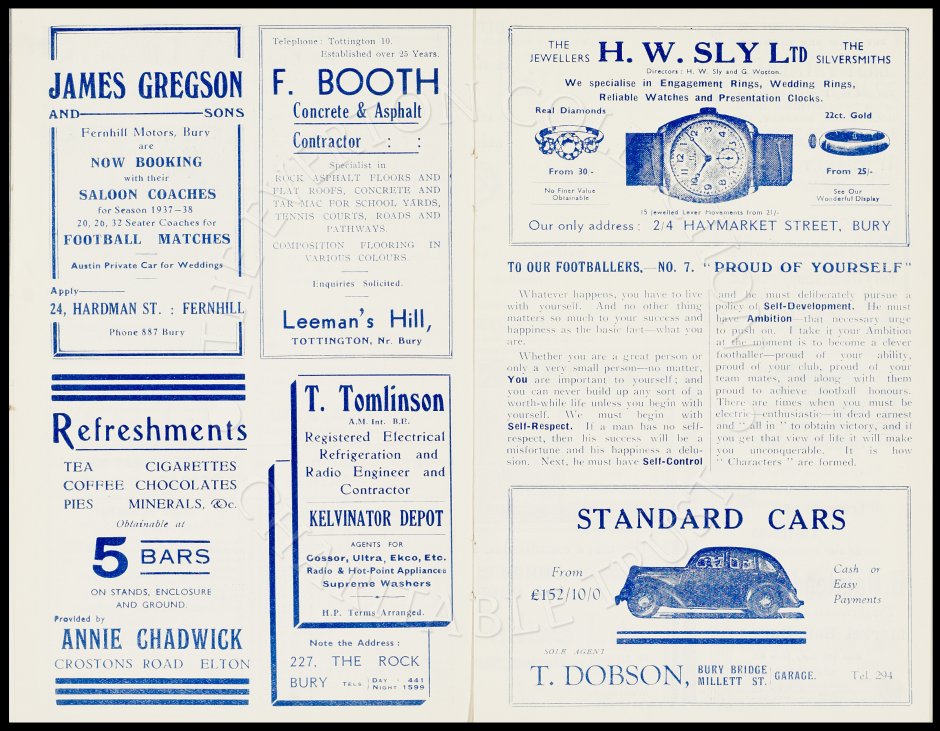 JAMES GREGSON
AND SONS
Fernhill Motors, Bury
are
NOW BOOKING
with their
SALOON COACHES
for Season 1937-38
20, 26, 32 Seater Coaches for
FOOTBALL MATCHES
Austin Private Car for Weddings
Apply
24, HARDMAN ST. : FERNHILL
Phone 887 Bury
Telephone : Tottington 10.
Established over 25 Years.
F. BOOTH
Concrete & Asphalt
Contractor : :
Specialist in
ROCK ASPHALT FLOORS AND
FLAT ROOFS, CONCRETE AND
TAR MAC FOR SCHOOL YARDS,
TENNIS COURTS, ROADS AND
PATHWAYS.
COMPOSITION FLOORING IN
VARIOUS COLOURS.
Enquiries Solicited.
Leeman's Hill,
TOTTINGTON, Nr. Bury
Refreshments
TEA CIGARETTES
COFFEE CHOCOLATES
PIES MINERALS, &c.
Obtainable at
5 BARS
ON STANDS, ENCLOSURE
AND GROUND.
Provided by
ANNIE CHADWICK
CROSTONS ROAD ELTON
T. Tomlinson
A.M. Int. B.E.
Registered Electrical
Refrigeration and
Radio Engineer and
Contractor
KELVINATOR DEPOT
AGENTS FOR
Cossor, Ultra, Ekco, Etc.
Radio & Hot-Point Appliances
Supreme Washers
H.P. Terms Arranged.
Note the Address :
227, THE ROCK
BURY TELS: DAY - 441
NIGHT 1599
THE JEWELLERS H. W. SLY LTD THE SILVERSMITHS
Directors : H. W. Sly and G. Wotton.
We specialise in Engagement Rings, Wedding Rings,
Reliable Watches and Presentation Clocks.
Real Diamonds
From 30 -
No Finer Value
Obtainable
22ct. Gold
From 25/-
See Our
Wonderful Display
15 Jewelled Lever Movements from 21/-
Our only address : 2/4 HAYMARKET STREET, BURY
TO OUR FOOTBALLERS,—NO. 7. "PROUD OF YOURSELF"
Whatever happens, you have to live
with yourself. And no other thing
matters so much to your success and
happiness as the basic fact—what you
are.
Whether you are a great person or
only a very small person—no matter,
You are important to yourself; and
you can never build up any sort of a
worth-while life unless you begin with
yourself. We must begin with
Self-Respect. If a man has no self-
respect, then his success will be a
misfortune and his happiness a delu-
sion. Next, he must have Self-Control
and he must deliberately pursue a
policy of Self-Development. He must
have Ambition—that necessary urge
to push on. I take it your Ambition
at the moment is to become a clever
footballer—proud of your ability,
proud of your club, proud of your
team mates, and along with them
proud to achieve football honours.
There are times when you must be
electric—enthusiastic—in dead earnest
and "all in" to obtain victory, and if
you get that view of life it will make
you unconquerable. It is how
"Characters" are formed.
STANDARD CARS
From
£152/10/0
Cash or
Easy
Payments
SOLE AGENT
T. DOBSON, BURY BRIDGE
MILLETT ST. GARAGE. Tel. 294